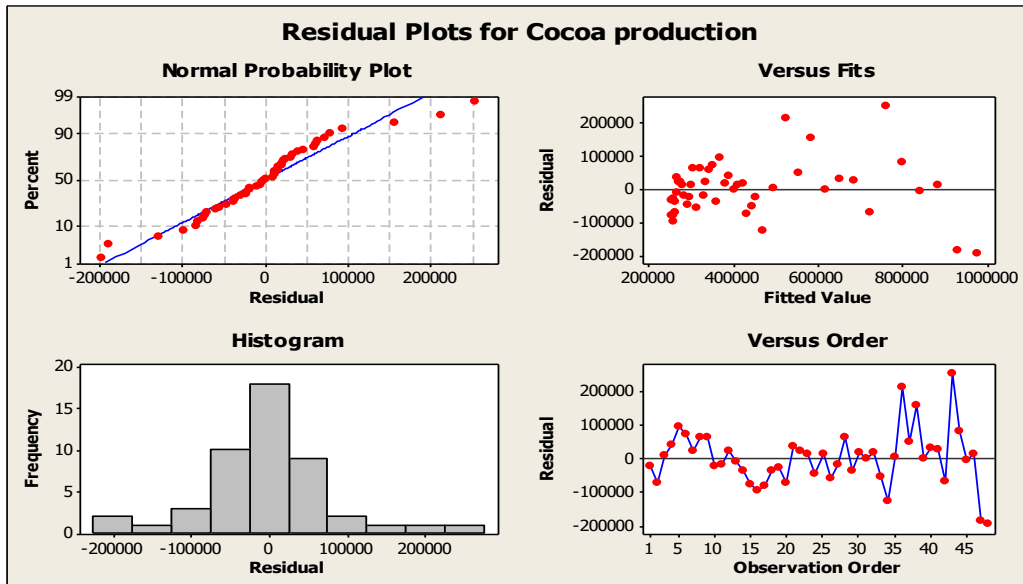 Residual Plots for Cocoa production
Normal Probability Plot
99
90
50
10
1
Percent
-200000 -100000 0 100000 200000
Residual
Versus Fits
200000
100000
0
-100000
-200000
Residual
200000 400000 600000 800000 1000000
Fitted Value
Histogram
20
15
10
5
0
Frequency
-200000 -100000 0 100000 200000
Residual
Versus Order
200000
100000
0
-100000
-200000
Residual
1 5 10 15 20 25 30 35 40 45
Observation Order